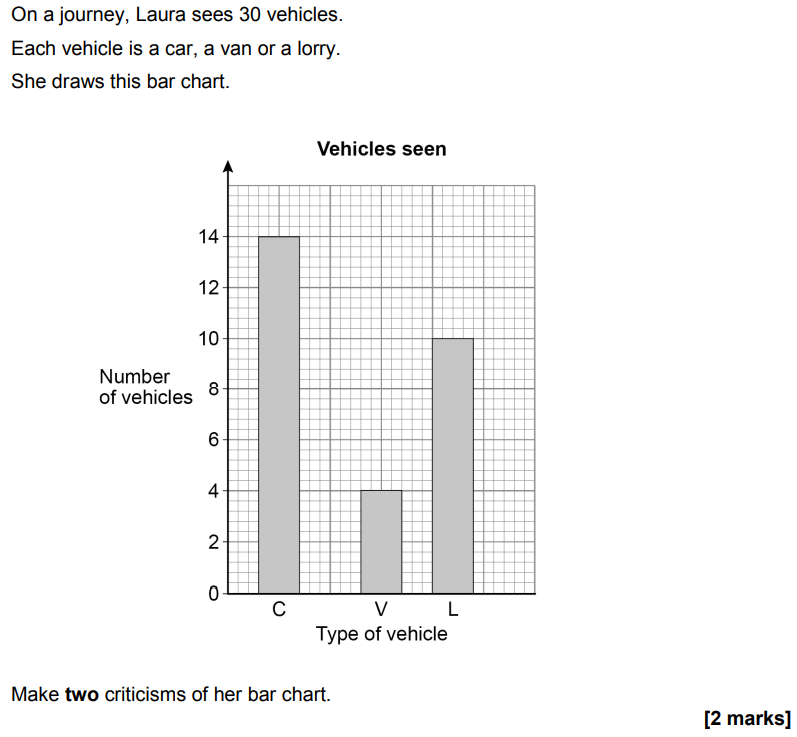 On a journey, Laura sees 30 vehicles.
Each vehicle is a car, a van or a lorry.
She draws this bar chart.
Vehicles seen
14
12
10
Number
of vehicles
8
6
4
2
0
C V L
Type of vehicle
Make two criticisms of her bar chart.
[2 marks]